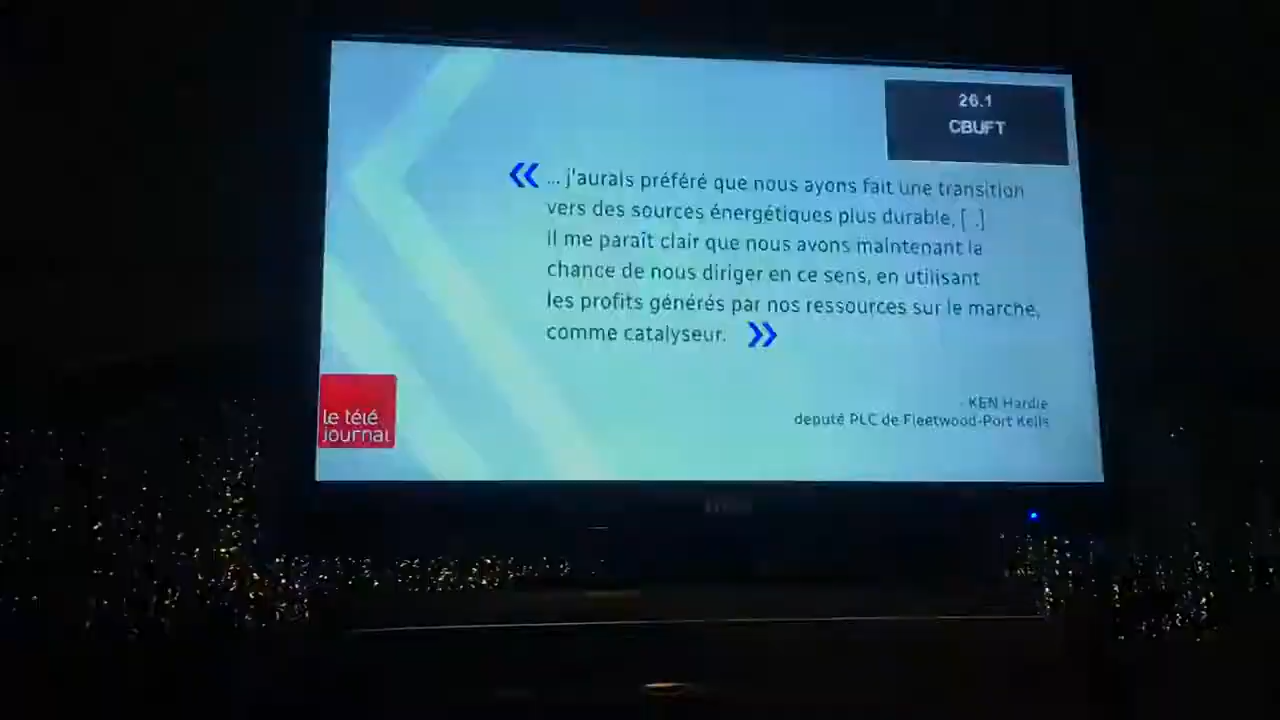 26.1
CBUFT
« ... j'aurais préféré que nous ayons fait une transition
vers des sources énergétiques plus durable, [..]
Il me paraît clair que nous avons maintenant la
chance de nous diriger en ce sens, en utilisant
les profits générés par nos ressources sur le marche,
comme catalyseur. »
- KEN Hardie
deputé PLC de Fleetwood-Port Kells
le télé
journal